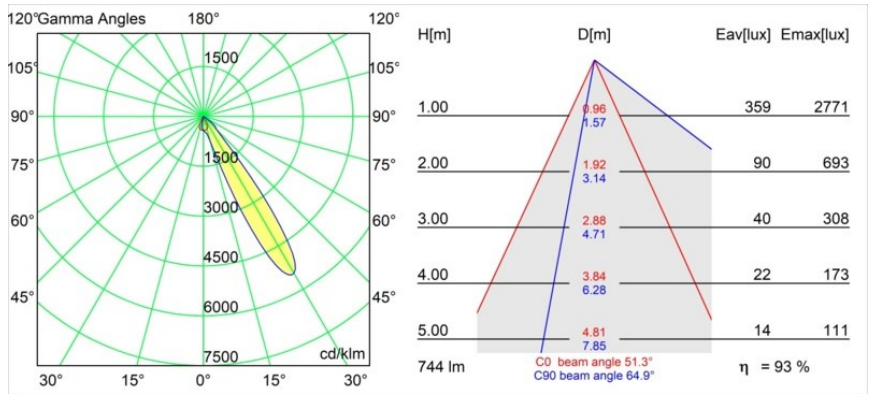 120° Gamma Angles 180° 120°
105° 1500 105°
90° 90°
75° 1500 75°
60° 3000 60°
4500
45° 6000 45°
7500 cd/klm
30° 15° 0° 15° 30°
H[m] D[m] Eav[lux] Emax[lux]
1.00 0.96 359 2771
1.57
2.00 1.92 90 693
3.14
3.00 2.88 40 308
4.71
4.00 3.84 22 173
6.28
5.00 4.81 14 111
7.85
744 lm C0 beam angle 51.3° η = 93 %
C90 beam angle 64.9°